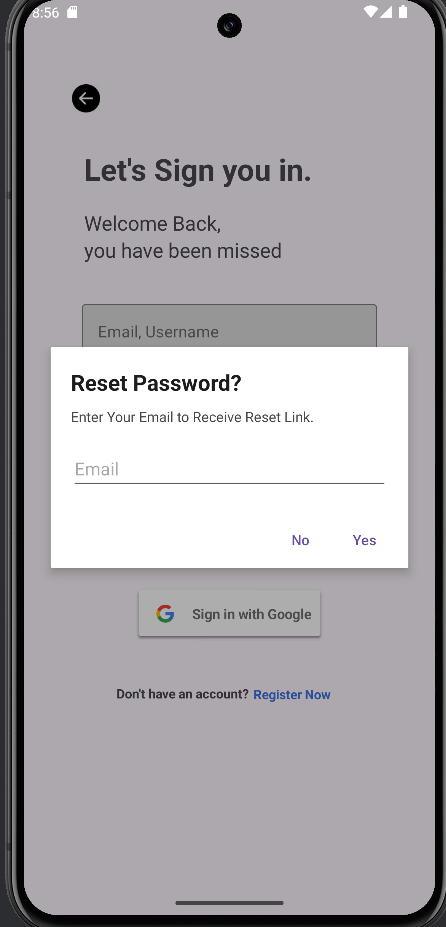 8:56
Let's Sign you in.
Welcome Back,
you have been missed
Email, Username
Reset Password?
Enter Your Email to Receive Reset Link.
Email
No Yes
Sign in with Google
Don't have an account? Register Now